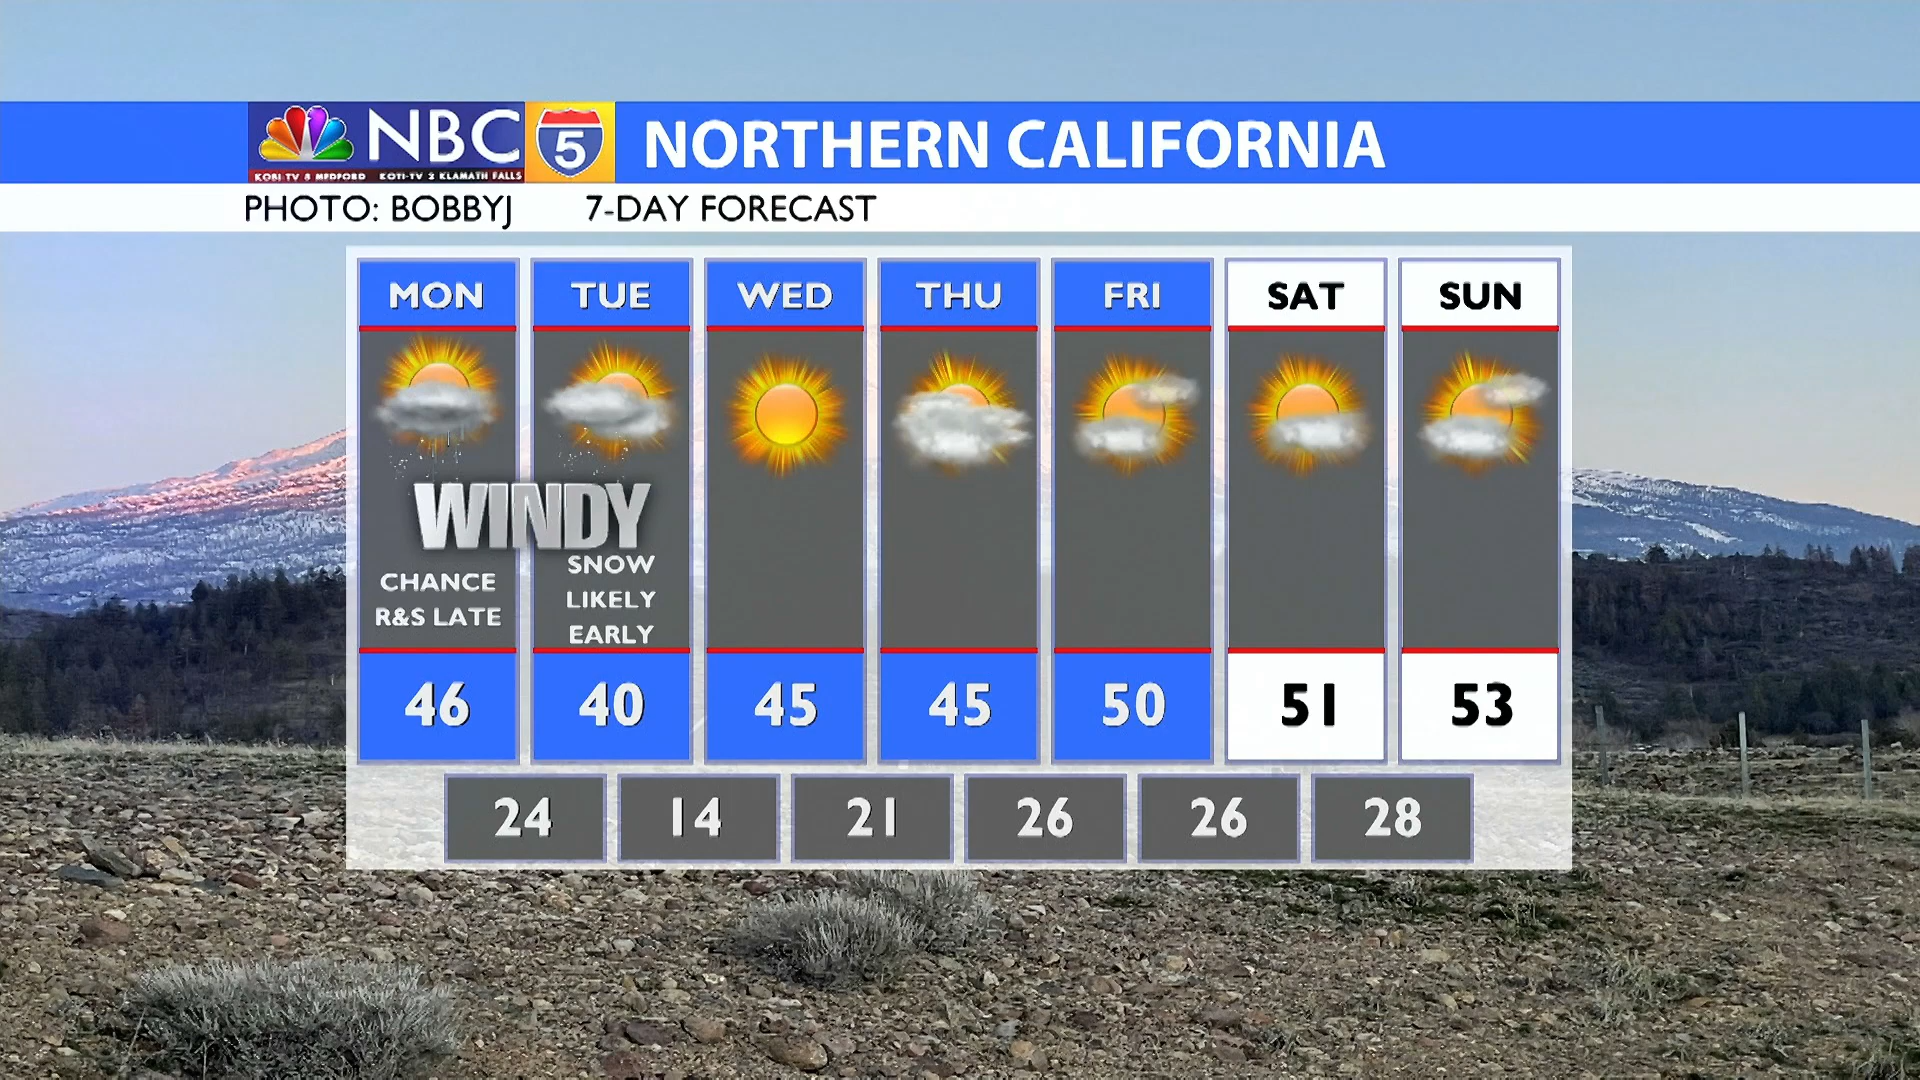 NBC 5
KOBI-TV 5 MEDFORD KOTI-TV 2 KLAMATH FALLS
NORTHERN CALIFORNIA
PHOTO: BOBBYJ 7-DAY FORECAST
MON TUE WED THU FRI SAT SUN
WINDY
CHANCE
R&S LATE
SNOW
LIKELY
EARLY
46 40 45 45 50 51 53
24 14 21 26 26 28